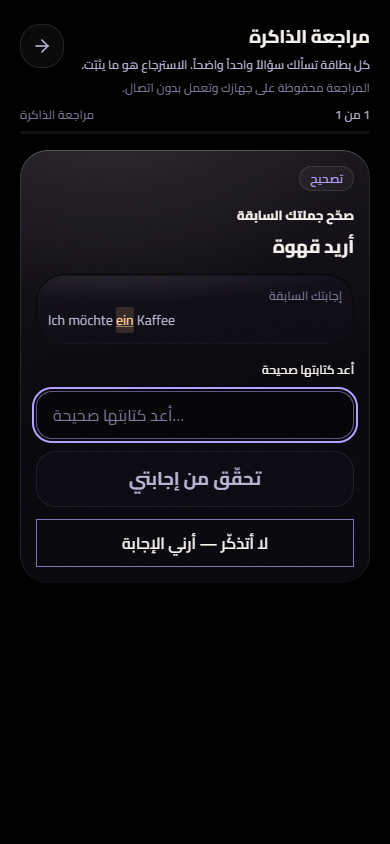 مراجعة الذاكرة
كل بطاقة تسألك سؤالاً واحداً واضحاً. الاسترجاع هو ما يثبّت.
المراجعة محفوظة على جهازك وتعمل بدون اتصال.
1 من 1
مراجعة الذاكرة
تصحيح
صحّح جملتك السابقة
أريد قهوة
إجابتك السابقة
Ich möchte ein Kaffee
أعد كتابتها صحيحة
أعد كتابتها صحيحة...
تحقّق من إجابتي
لا أتذكّر — أرني الإجابة